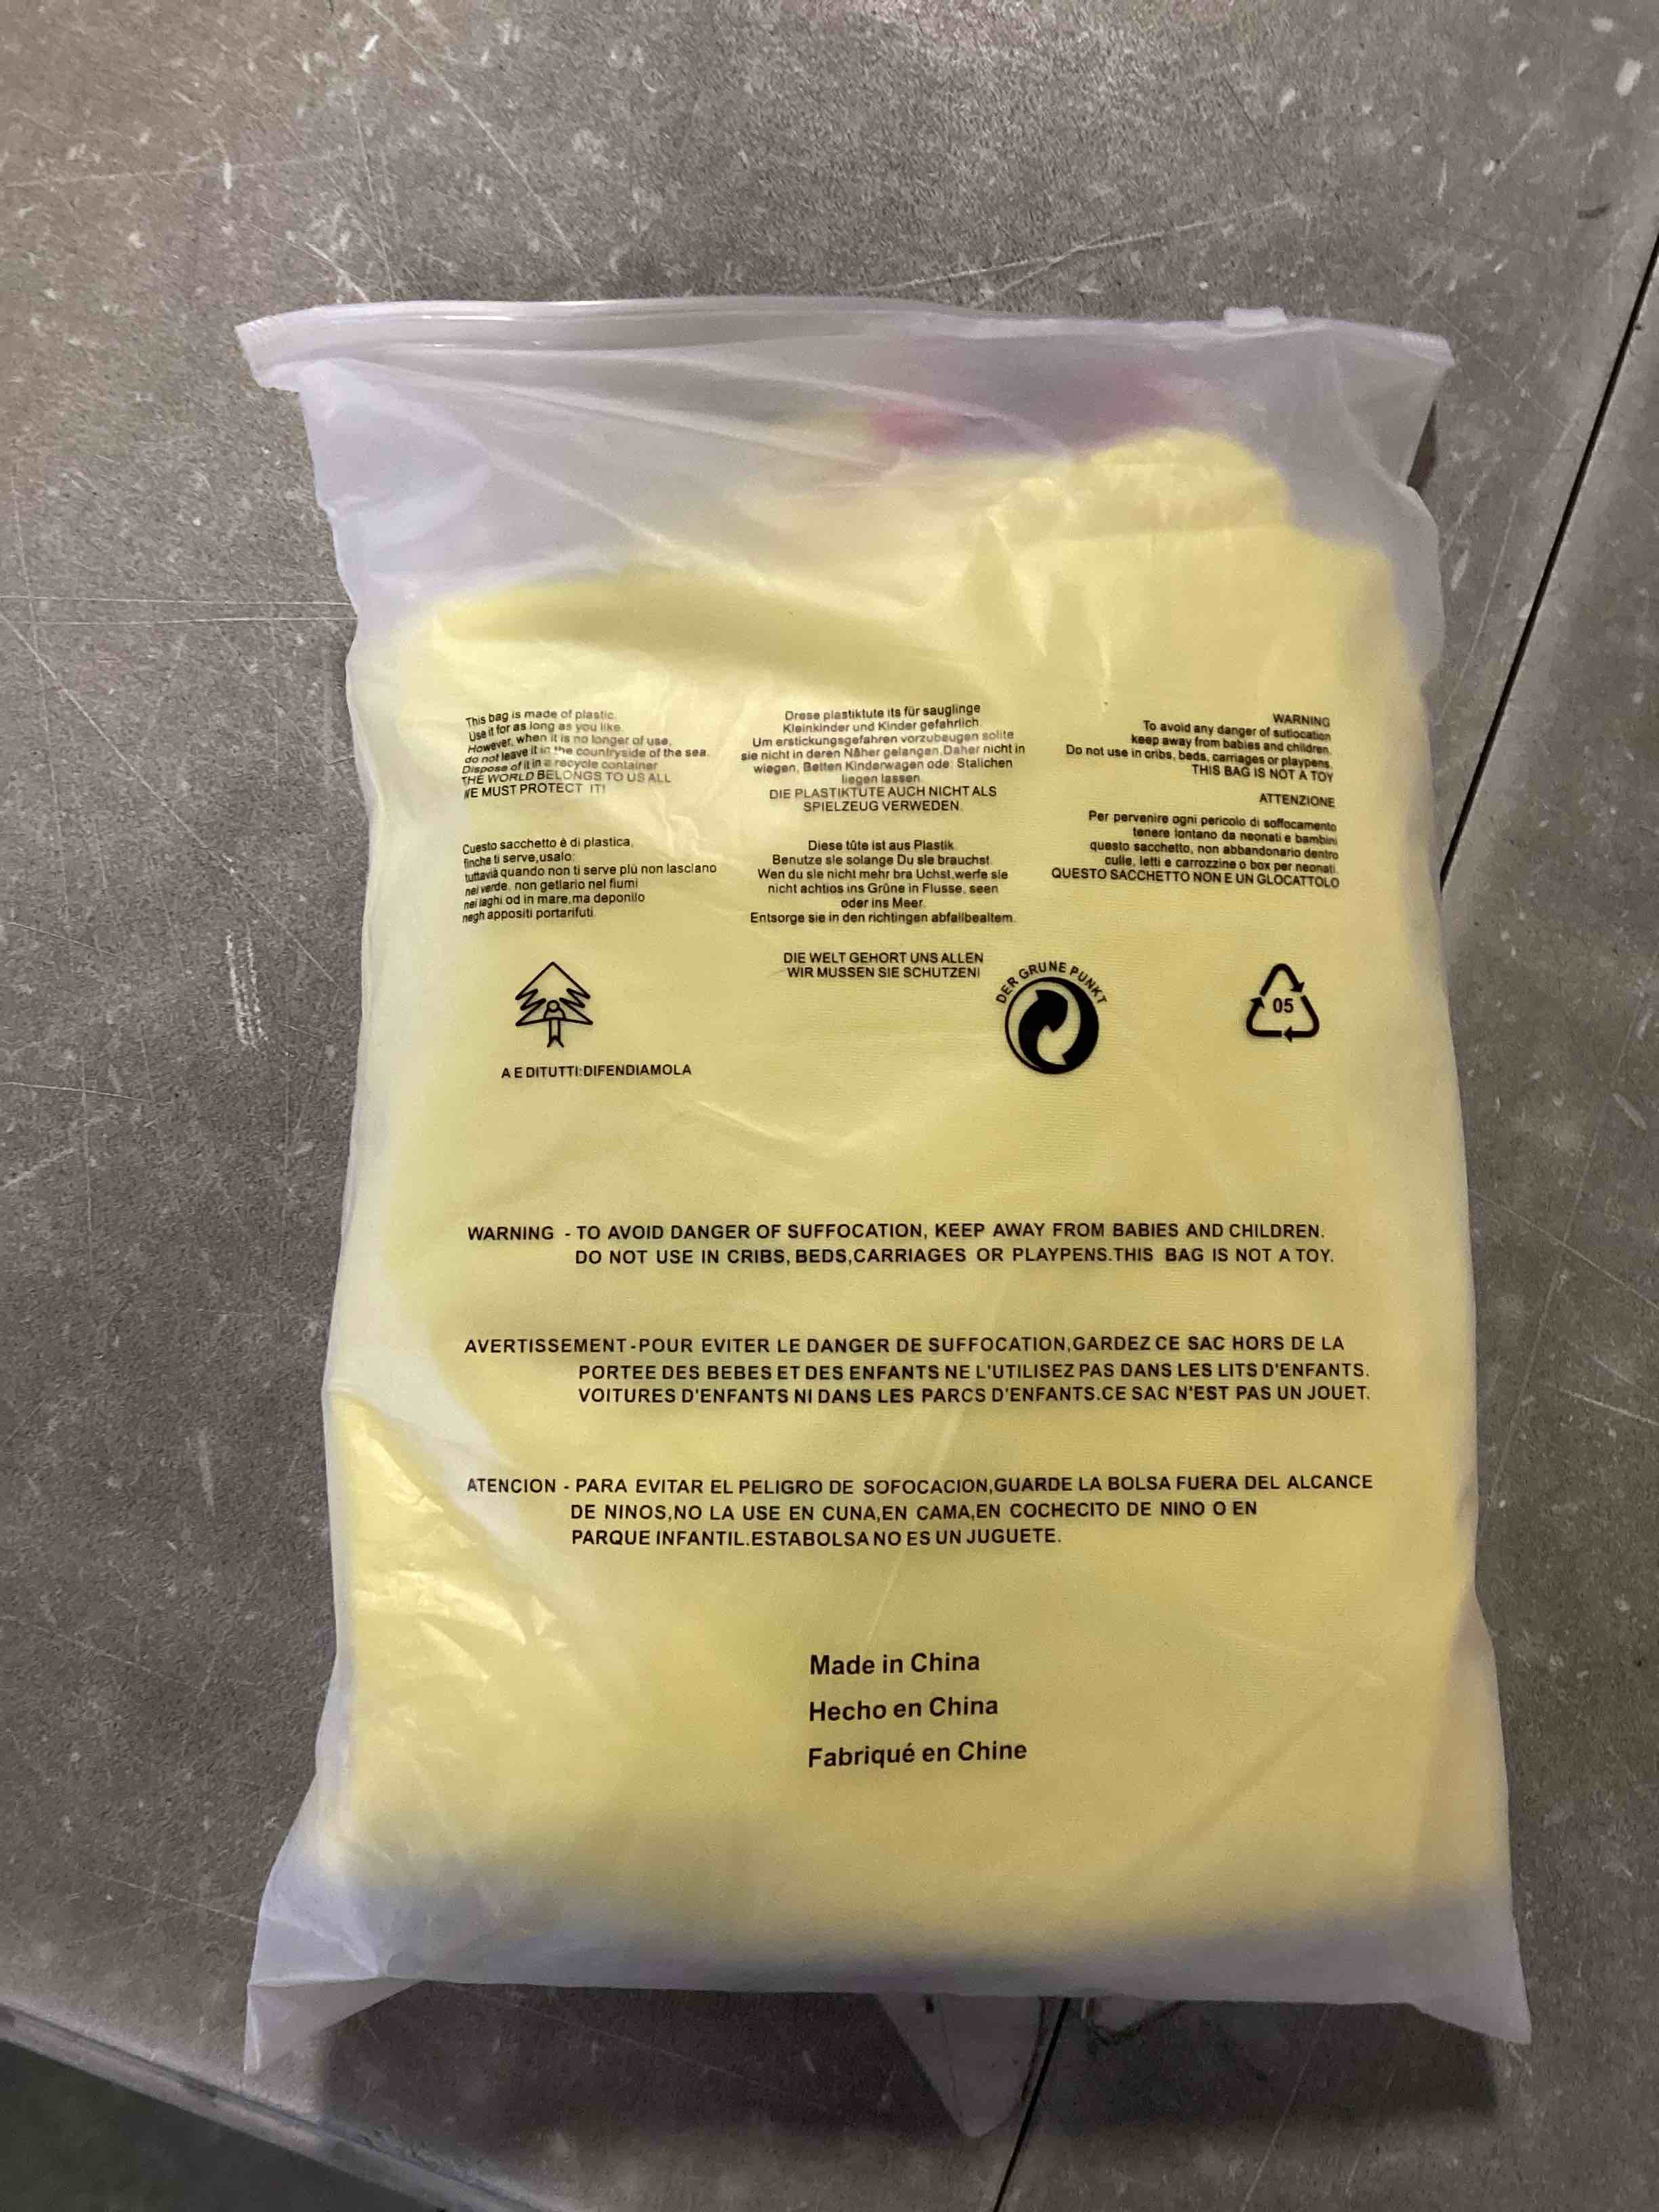 This bag is made of plastic.
Use it for as long as you like.
However, when it is no longer of use,
do not leave it in the countryside of the sea.
Dispose of it in a recycle container
THE WORLD BELONGS TO US ALL
WE MUST PROTECT IT!
Cuesto sacchetto è di plastica,
finche ti serve,usalo:
tuttavià quando non ti serve plù non lasclano
nei verde, non getlario nel flumi
nei laghi od in mare,ma deponilo
negh appositi portarifuti
A E DITUTTI:DIFENDIAMOLA
Drese plastiktute its für sauglinge
Kleinkinder und Kinder gefahrlich.
Um erstickungsgefahren vorzubeugen solite
sie nicht in deren Näher gelangen,Daher nicht in
wiegen, Betten Kinderwagen ode: Stalichen
liegen lassen.
DIE PLASTIKTUTE AUCH NICHT ALS
SPIELZEUG VERWEDEN.
Diese tûte ist aus Plastik
Benutze sle solange Du sle brauchst.
Wen du sle nicht mehr bra Uchst,werfe sle
nicht achtios ins Grüne in Flusse, seen
oder ins Meer.
Entsorge sie in den richtingen abfallbealtem.
DIE WELT GEHORT UNS ALLEN
WIR MUSSEN SIE SCHUTZEN!
DER GRUNE PUNKT
WARNING
To avoid any danger of sutlocation
keep away from babies and children.
Do not use in cribs, beds, carriages or playpens.
THIS BAG IS NOT A TOY
ATTENZIONE
Per pervenire ogni pericolo di soffocamento
tenere lontano da neonati e bambini
questo sacchetto, non abbandonario dentro
culle, letti e carrozzine o box per neonati.
QUESTO SACCHETTO NON E UN GLOCATTOLO
05
WARNING - TO AVOID DANGER OF SUFFOCATION, KEEP AWAY FROM BABIES AND CHILDREN.
DO NOT USE IN CRIBS, BEDS,CARRIAGES OR PLAYPENS.THIS BAG IS NOT A TOY.
AVERTISSEMENT-POUR EVITER LE DANGER DE SUFFOCATION,GARDEZ CE SAC HORS DE LA
PORTEE DES BEBES ET DES ENFANTS NE L'UTILISEZ PAS DANS LES LITS D'ENFANTS.
VOITURES D'ENFANTS NI DANS LES PARCS D'ENFANTS.CE SAC N'EST PAS UN JOUET.
ATENCION - PARA EVITAR EL PELIGRO DE SOFOCACION,GUARDE LA BOLSA FUERA DEL ALCANCE
DE NINOS,NO LA USE EN CUNA,EN CAMA,EN COCHECITO DE NINO O EN
PARQUE INFANTIL.ESTABOLSA NO ES UN JUGUETE.
Made in China
Hecho en China
Fabriqué en Chine